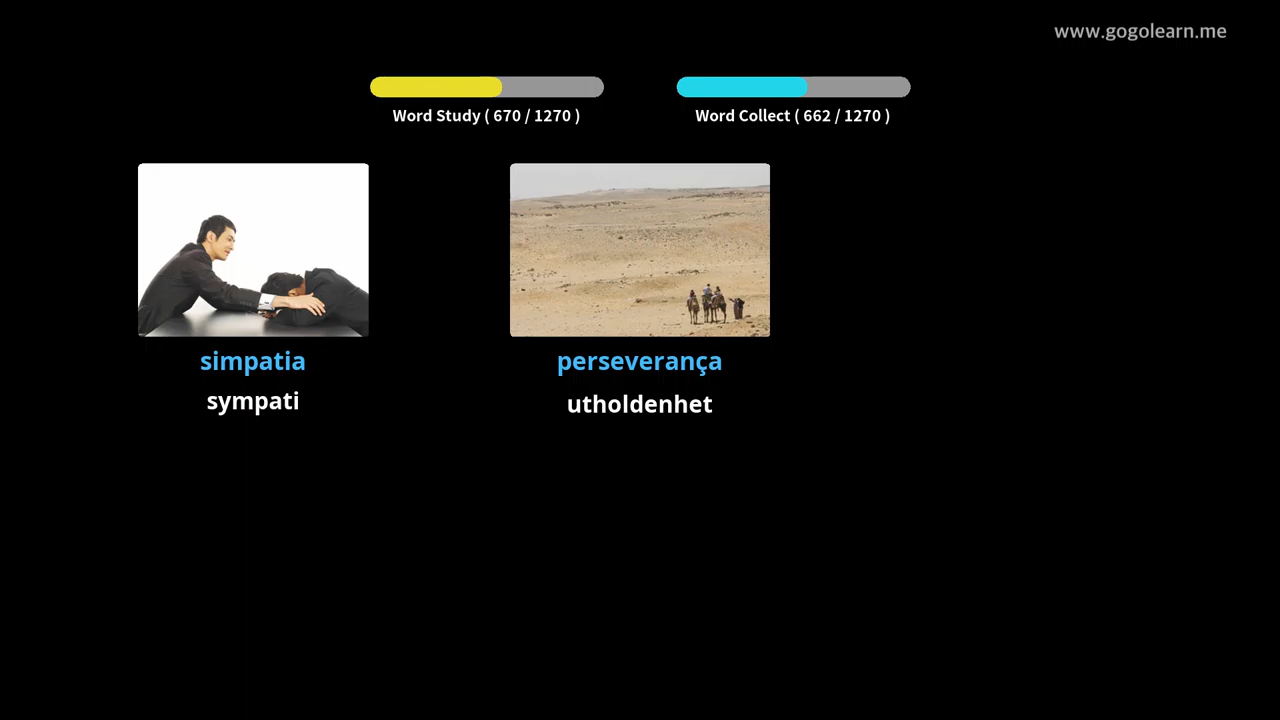 www.gogolearn.me
Word Study ( 670 / 1270 )
Word Collect ( 662 / 1270 )
simpatia
sympati
perseverança
utholdenhet